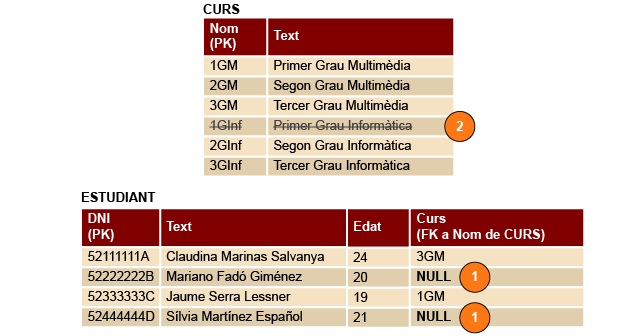 CURS
Nom (PK) Text
1GM Primer Grau Multimèdia
2GM Segon Grau Multimèdia
3GM Tercer Grau Multimèdia
1GInf Primer Grau Informàtica 2
2GInf Segon Grau Informàtica
3GInf Tercer Grau Informàtica
ESTUDIANT
DNI (PK) Text Edat Curs (FK a Nom de CURS)
52111111A Claudina Marinas Salvanya 24 3GM
52222222B Mariano Fadó Giménez 20 NULL 1
52333333C Jaume Serra Lessner 19 1GM
52444444D Sílvia Martínez Español 21 NULL 1